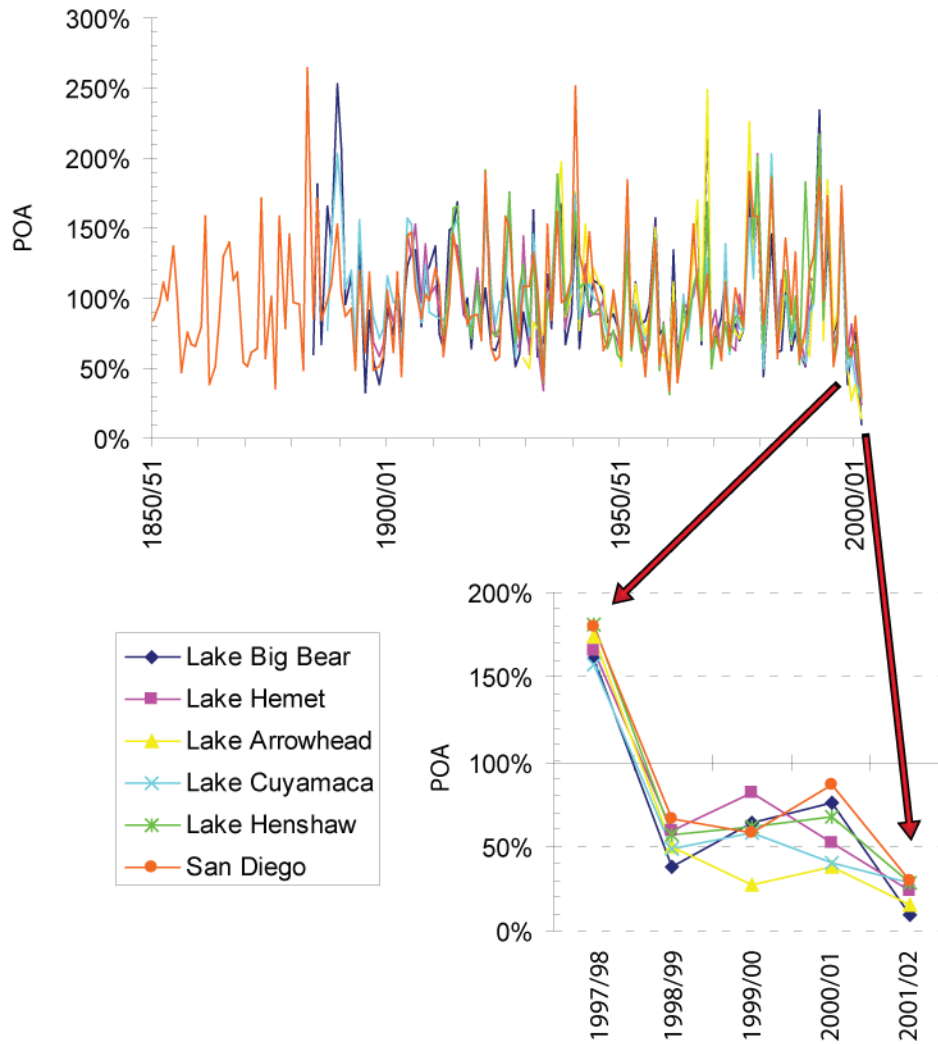 300%
250%
200%
150%
100%
50%
0%
POA
1850/51
1900/01
1950/51
2000/01
Lake Big Bear
Lake Hemet
Lake Arrowhead
Lake Cuyamaca
Lake Henshaw
San Diego
200%
150%
100%
50%
0%
POA
1997/98
1998/99
1999/00
2000/01
2001/02